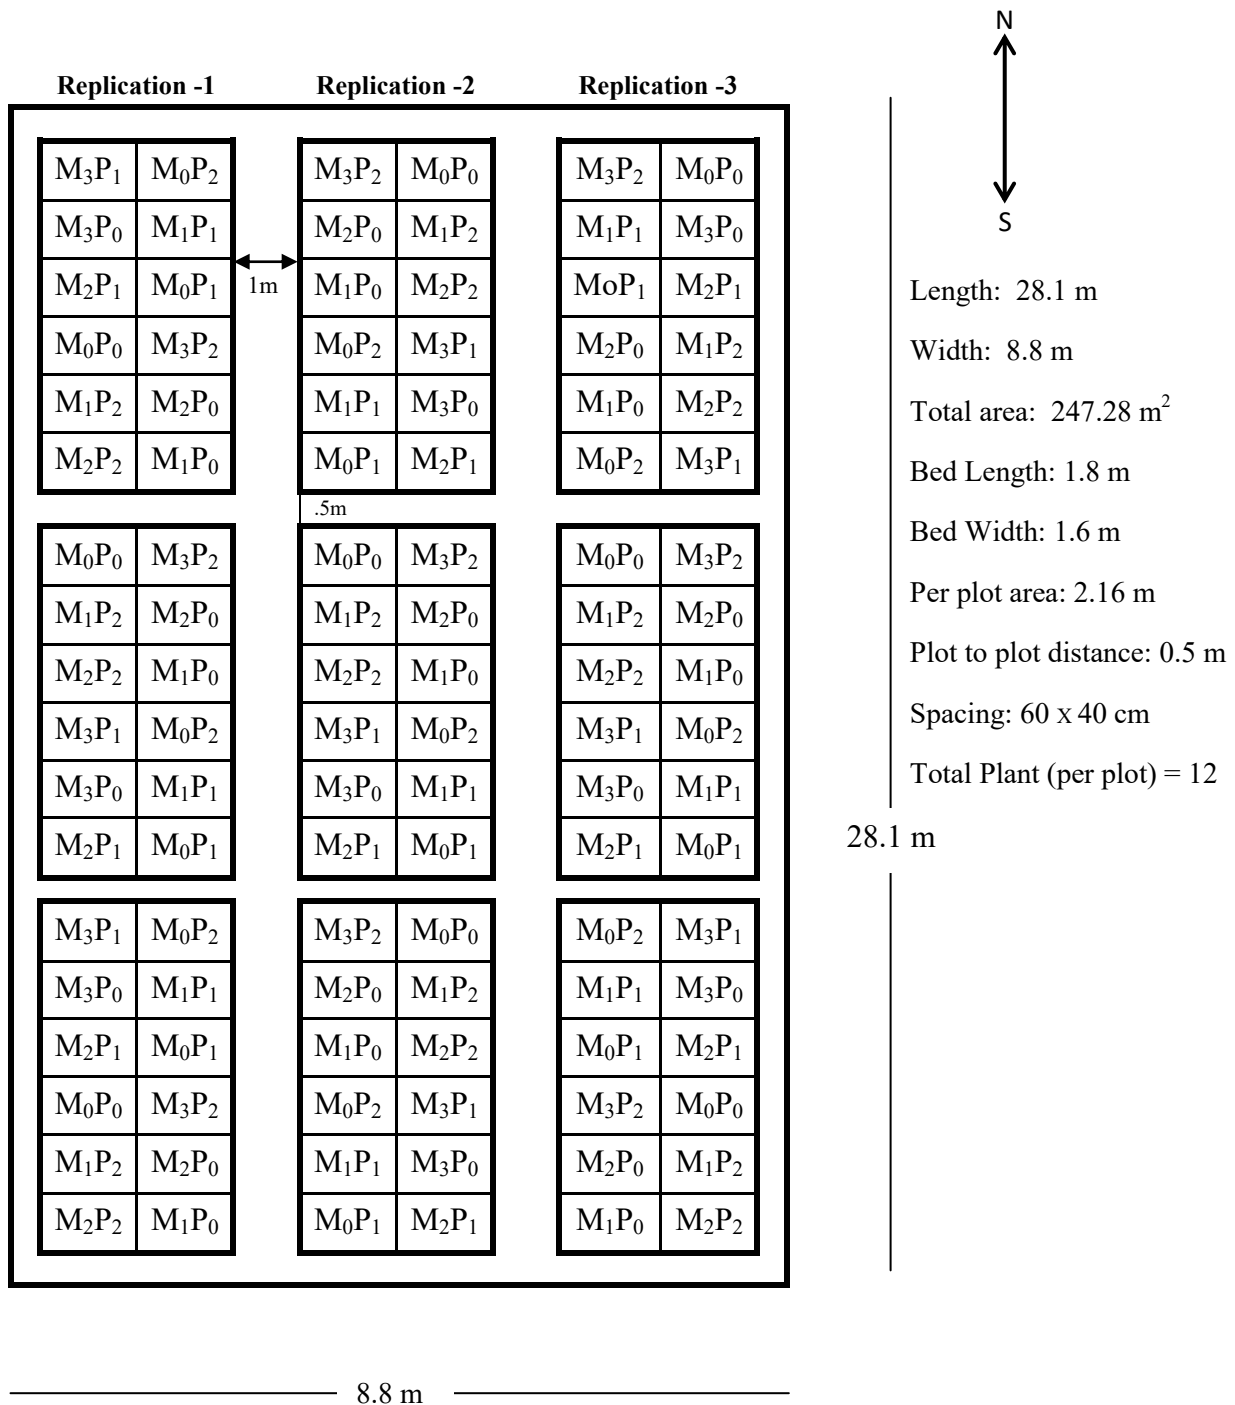 N
Replication -1 Replication -2 Replication -3
M₃P₁ M₀P₂ M₃P₂ M₀P₀ M₃P₂ M₀P₀
S
M₃P₀ M₁P₁ M₂P₀ M₁P₂ M₁P₁ M₃P₀
1m
M₂P₁ M₀P₁ M₁P₀ M₂P₂ MoP₁ M₂P₁
M₀P₀ M₃P₂ M₀P₂ M₃P₁ M₂P₀ M₁P₂
M₁P₂ M₂P₀ M₁P₁ M₃P₀ M₁P₀ M₂P₂
M₂P₂ M₁P₀ M₀P₁ M₂P₁ M₀P₂ M₃P₁
.5m
M₀P₀ M₃P₂ M₀P₀ M₃P₂ M₀P₀ M₃P₂
M₁P₂ M₂P₀ M₁P₂ M₂P₀ M₁P₂ M₂P₀
M₂P₂ M₁P₀ M₂P₂ M₁P₀ M₂P₂ M₁P₀
M₃P₁ M₀P₂ M₃P₁ M₀P₂ M₃P₁ M₀P₂
M₃P₀ M₁P₁ M₃P₀ M₁P₁ M₃P₀ M₁P₁
M₂P₁ M₀P₁ M₂P₁ M₀P₁ M₂P₁ M₀P₁
M₃P₁ M₀P₂ M₃P₂ M₀P₀ M₀P₂ M₃P₁
M₃P₀ M₁P₁ M₂P₀ M₁P₂ M₁P₁ M₃P₀
M₂P₁ M₀P₁ M₁P₀ M₂P₂ M₀P₁ M₂P₁
M₀P₀ M₃P₂ M₀P₂ M₃P₁ M₃P₂ M₀P₀
M₁P₂ M₂P₀ M₁P₁ M₃P₀ M₂P₀ M₁P₂
M₂P₂ M₁P₀ M₀P₁ M₂P₁ M₁P₀ M₂P₂
Length: 28.1 m
Width: 8.8 m
Total area: 247.28 m²
Bed Length: 1.8 m
Bed Width: 1.6 m
Per plot area: 2.16 m
Plot to plot distance: 0.5 m
Spacing: 60 X 40 cm
Total Plant (per plot) = 12
28.1 m
8.8 m